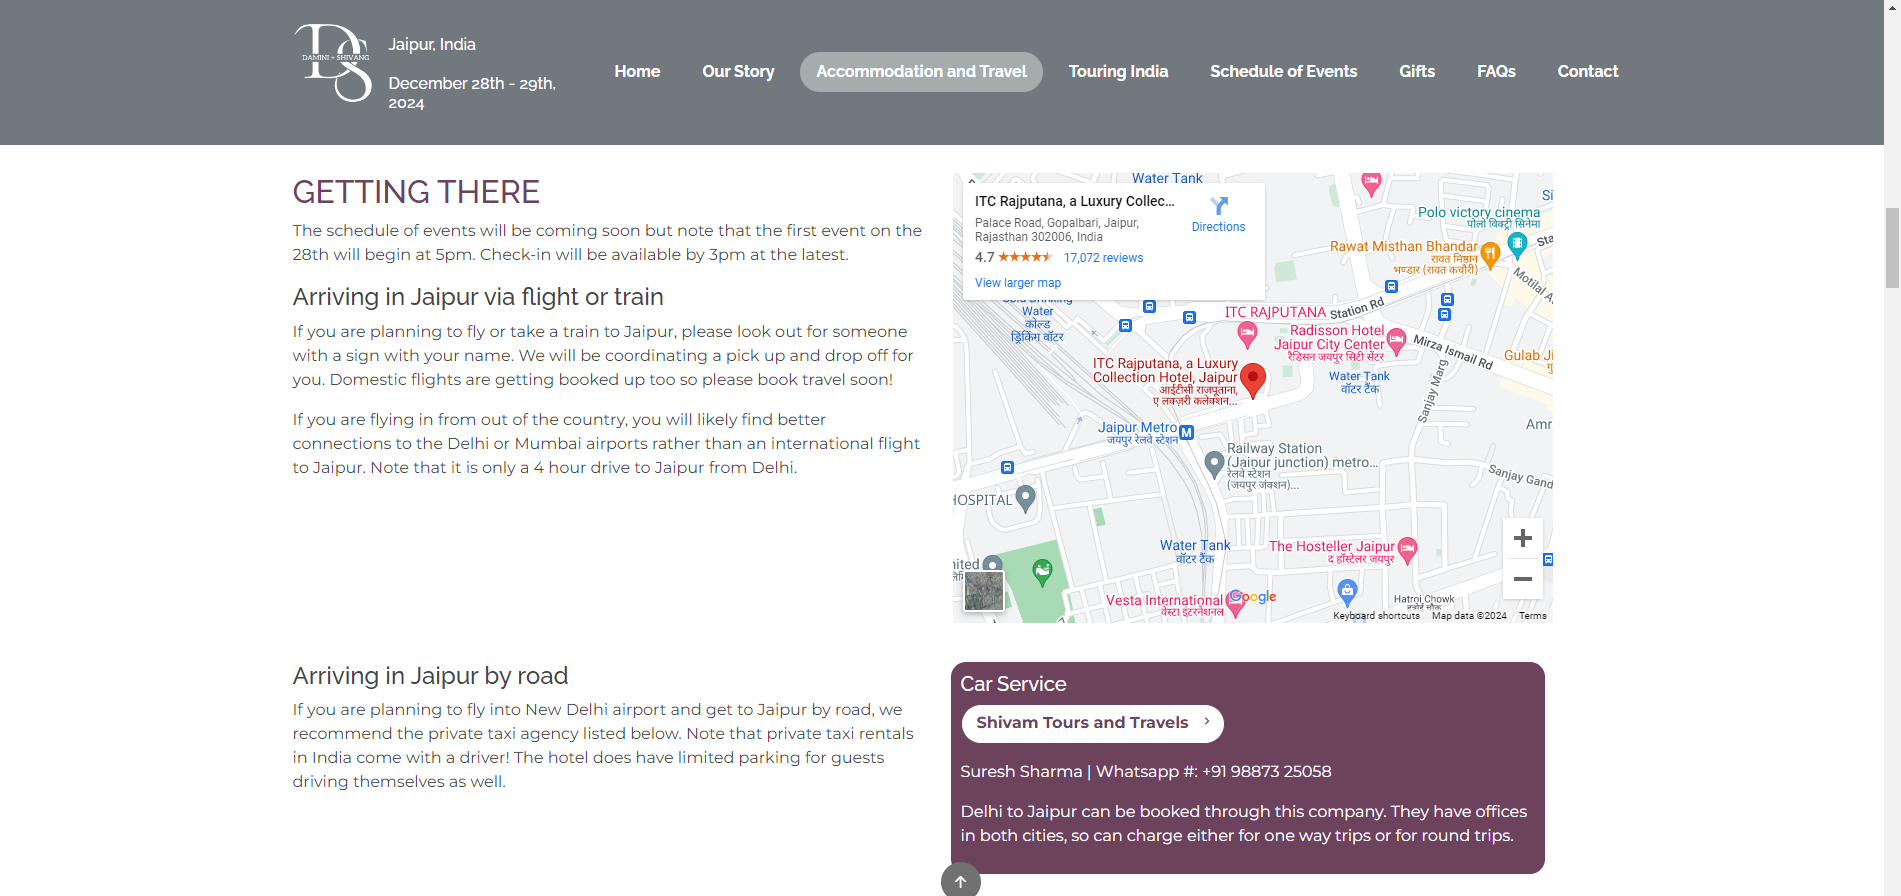 DS
DAMINI + SHIVANG
Jaipur, India
December 28th - 29th,
2024
Home
Our Story
Accommodation and Travel
Touring India
Schedule of Events
Gifts
FAQs
Contact
GETTING THERE
The schedule of events will be coming soon but note that the first event on the
28th will begin at 5pm. Check-in will be available by 3pm at the latest.
Arriving in Jaipur via flight or train
If you are planning to fly or take a train to Jaipur, please look out for someone
with a sign with your name. We will be coordinating a pick up and drop off for
you. Domestic flights are getting booked up too so please book travel soon!
If you are flying in from out of the country, you will likely find better
connections to the Delhi or Mumbai airports rather than an international flight
to Jaipur. Note that it is only a 4 hour drive to Jaipur from Delhi.
ITC Rajputana, a Luxury Collec...
Palace Road, Gopalbari, Jaipur,
Rajasthan 302006, India
4.7
17,072 reviews
View larger map
Directions
Water Tank
Si
Polo victory cinema
पोलो विक्ट्री सिनेमा
Sta
Rawat Misthan Bhandar
रावत मिष्ठान
भण्डार (रावत कचौरी)
Motilal A
Water
कोल्ड
ड्रिंकिंग वॉटर
ITC RAJPUTANA
Station Rd
Radisson Hotel
Jaipur City Center
रैडिसन जयपुर सिटी सेंटर
Mirza Ismail Rd
Gulab Ji
ITC Rajputana, a Luxury
Collection Hotel, Jaipur
आईटीसी राजपूताना,
ए लक्ज़री कलेक्शन...
Water Tank
वॉटर टैंक
Sanjay Marg
Jaipur Metro
जयपुर रेलवे स्टेशन
M
Amr
Railway Station
(Jaipur junction) metro...
रेलवे स्टेशन
(जयपुर जंक्शन)...
Sanjay Gand
HOSPITAL
Water Tank
वॉटर टैंक
The Hosteller Jaipur
द हॉस्टेलर जयपुर
nited
Vesta International
वेस्टा इंटरनेशनल
Google
Hatroi Chowk
Keyboard shortcuts
Map data ©2024
Terms
Arriving in Jaipur by road
If you are planning to fly into New Delhi airport and get to Jaipur by road, we
recommend the private taxi agency listed below. Note that private taxi rentals
in India come with a driver! The hotel does have limited parking for guests
driving themselves as well.
Car Service
Shivam Tours and Travels
Suresh Sharma | Whatsapp #: +91 98873 25058
Delhi to Jaipur can be booked through this company. They have offices
in both cities, so can charge either for one way trips or for round trips.